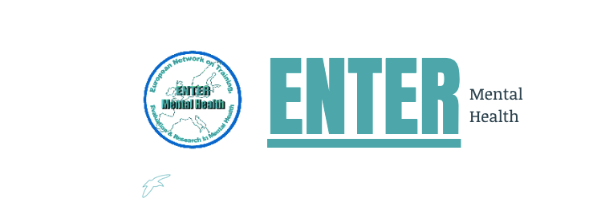 European Network on Training,
ENTER
Mental Health
Evaluation & Research in Mental Health
ENTER
Mental
Health